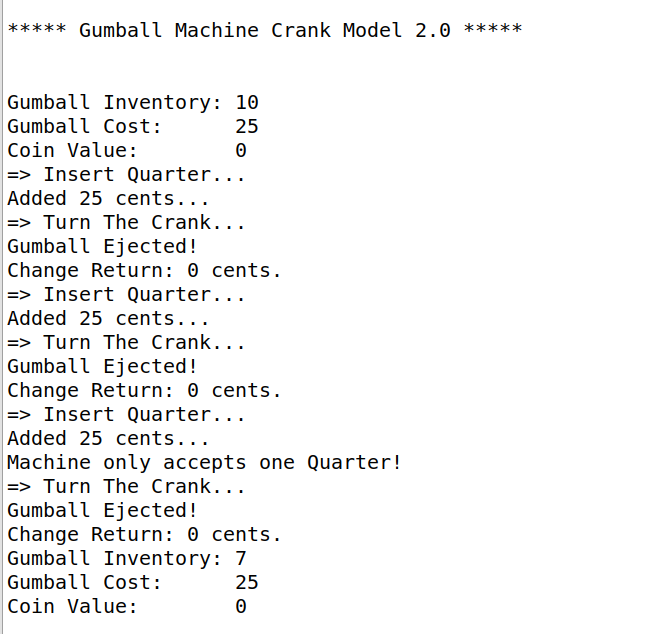 ***** Gumball Machine Crank Model 2.0 *****
Gumball Inventory: 10
Gumball Cost:      25
Coin Value:        0
=> Insert Quarter...
Added 25 cents...
=> Turn The Crank...
Gumball Ejected!
Change Return: 0 cents.
=> Insert Quarter...
Added 25 cents...
=> Turn The Crank...
Gumball Ejected!
Change Return: 0 cents.
=> Insert Quarter...
Added 25 cents...
Machine only accepts one Quarter!
=> Turn The Crank...
Gumball Ejected!
Change Return: 0 cents.
Gumball Inventory: 7
Gumball Cost:      25
Coin Value:        0